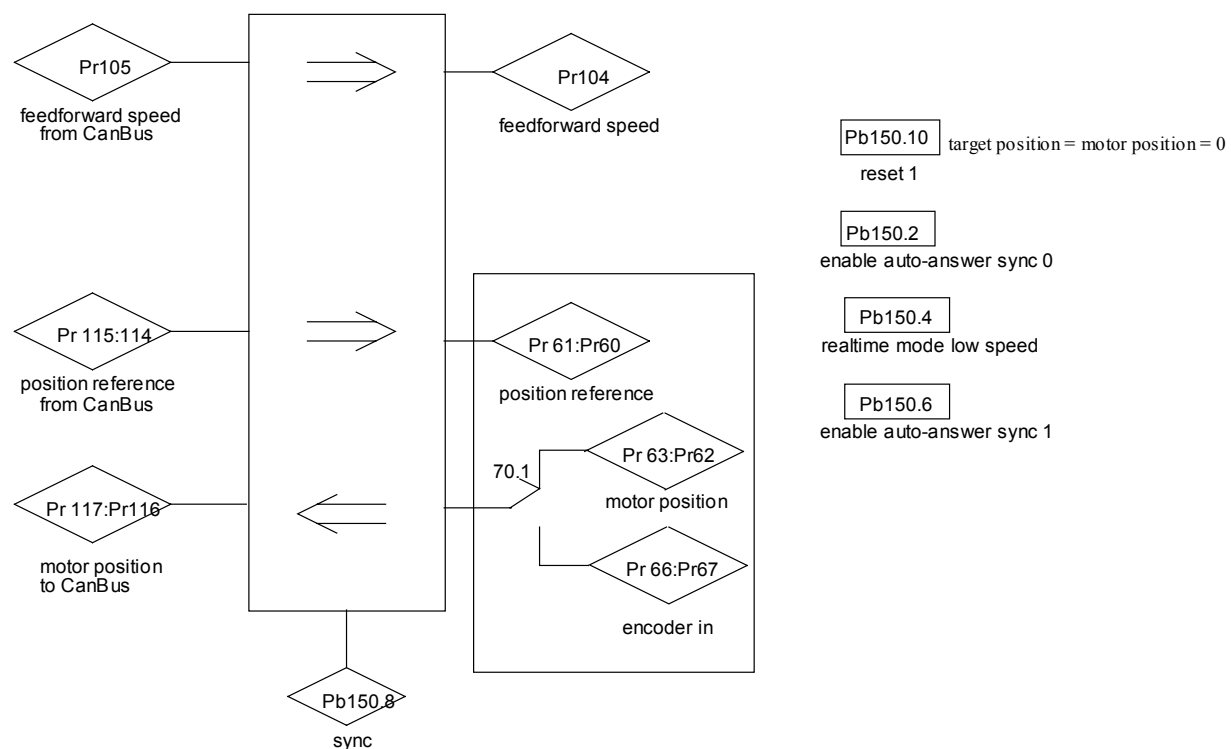 Pr105
feedforward speed
from CanBus
Pr104
feedforward speed
Pb150.10 target position = motor position = 0
reset 1
Pb150.2
enable auto-answer sync 0
Pb150.4
realtime mode low speed
Pb150.6
enable auto-answer sync 1
Pr 115:114
position reference
from CanBus
Pr 61:Pr60
position reference
70.1
Pr 63:Pr62
motor position
Pr 117:Pr116
motor position
to CanBus
Pr 66:Pr67
encoder in
Pb150.8
sync